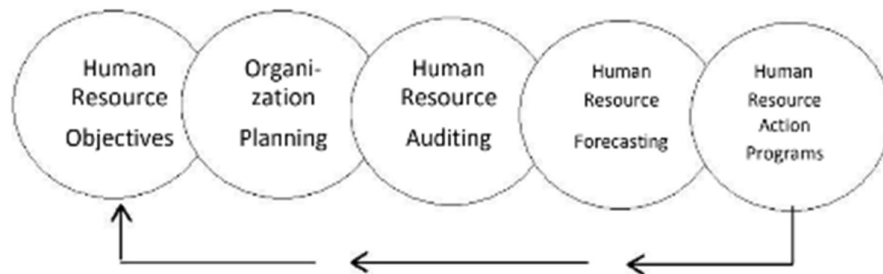 Human
Resource
Objectives
Organi-
zation
Planning
Human
Resource
Auditing
Human
Resource
Forecasting
Human
Resource
Action
Programs